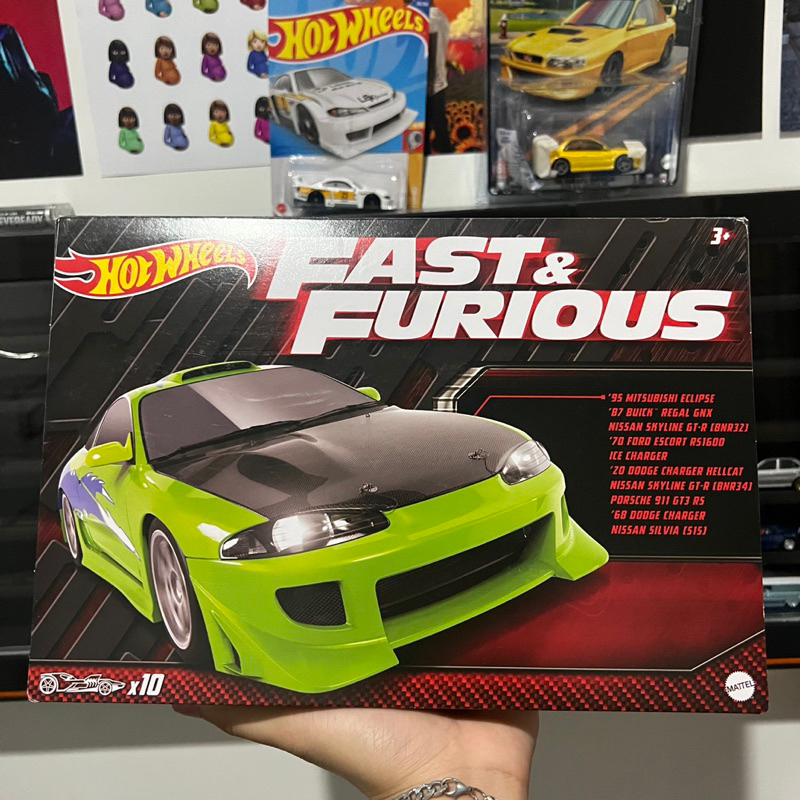 HOT WHEELS
EVEREADY
HOT WHEELS
FAST &
FURIOUS
3+
'95 MITSUBISHI ECLIPSE
'87 BUICK™ REGAL GNX
NISSAN SKYLINE GT-R (BNR32)
'70 FORD ESCORT RS1600
ICE CHARGER
'20 DODGE CHARGER HELLCAT
NISSAN SKYLINE GT-R (BNR34)
PORSCHE 911 GT3 RS
'68 DODGE CHARGER
NISSAN SILVIA (S15)
x10
MATTEL